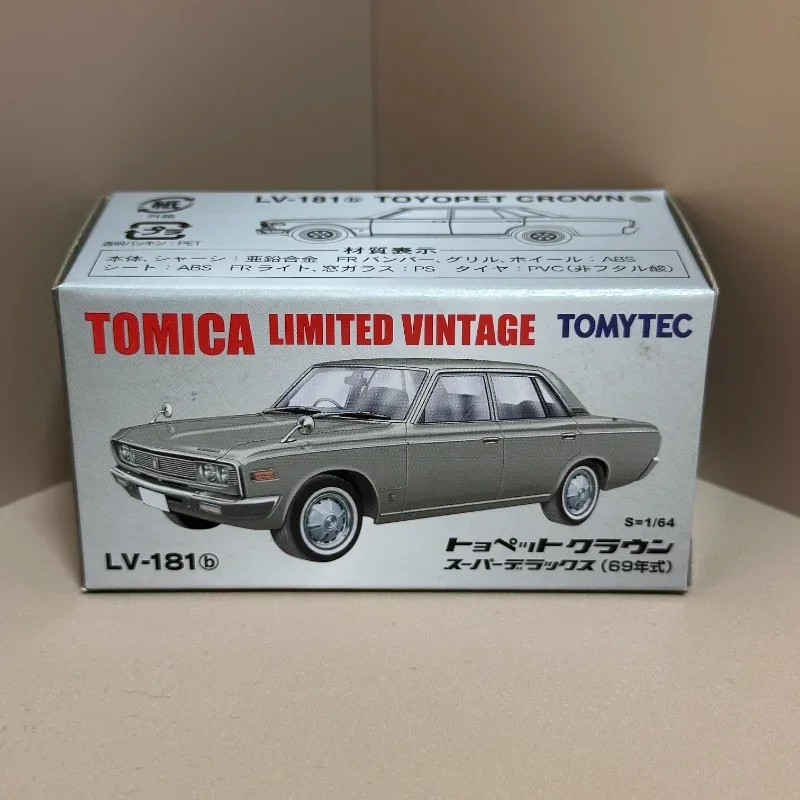 紙
外箱
LV-181ⓑ TOYOPET CROWN
プラ
透明パッキン：PET
材質表示
本体、シャーシ：亜鉛合金　FRバンパー、グリル、ホイール：ABS
シート：ABS　FRライト、窓ガラス：PS　タイヤ：PVC(非フタル酸)
TOMICA LIMITED VINTAGE TOMYTEC
S=1/64
LV-181ⓑ
トヨペットクラウン
スーパーデラックス（69年式）